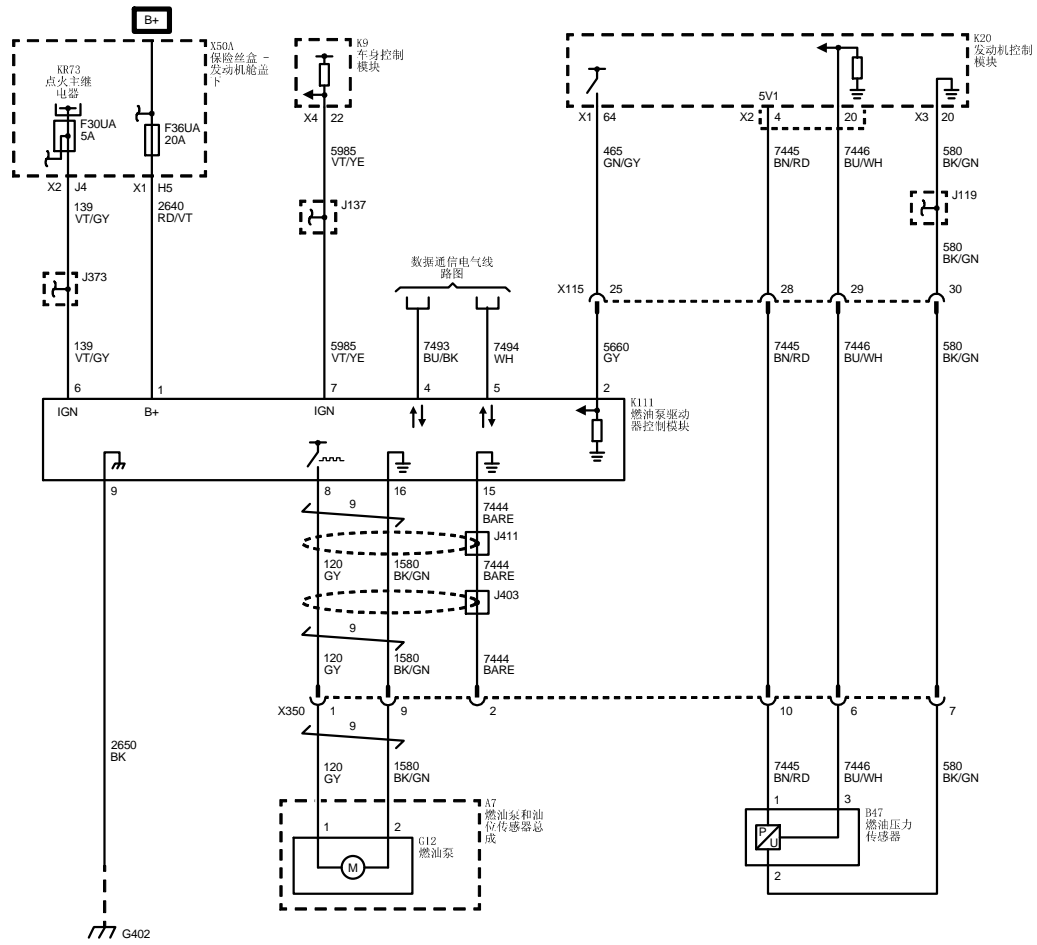 B+
X50A
保险丝盒 -
发动机舱盖
下
KR73
点火主继
电器
F30UA
5A
F36UA
20A
X2
J4
X1
H5
K9
车身控制
模块
X4
22
K20
发动机控制
模块
5V1
X1
64
X2
4
20
X3
20
139
VT/GY
2640
RD/VT
5985
VT/YE
465
GN/GY
7445
BN/RD
7446
BU/WH
580
BK/GN
J137
J119
J373
580
BK/GN
数据通信电气线
路图
X115
25
28
29
30
139
VT/GY
5985
VT/YE
7493
BU/BK
7494
WH
5660
GY
7445
BN/RD
7446
BU/WH
580
BK/GN
6
1
7
4
5
2
IGN
B+
IGN
K111
燃油泵驱动
器控制模块
9
8
16
15
9
7444
BARE
J411
120
GY
1580
BK/GN
7444
BARE
J403
9
120
GY
1580
BK/GN
7444
BARE
X350
1
9
2
10
6
7
9
2650
BK
120
GY
1580
BK/GN
7445
BN/RD
7446
BU/WH
580
BK/GN
A7
燃油泵和油
位传感器总
成
1
2
G12
燃油泵
M
1
3
B47
燃油压力
传感器
P
U
2
G402